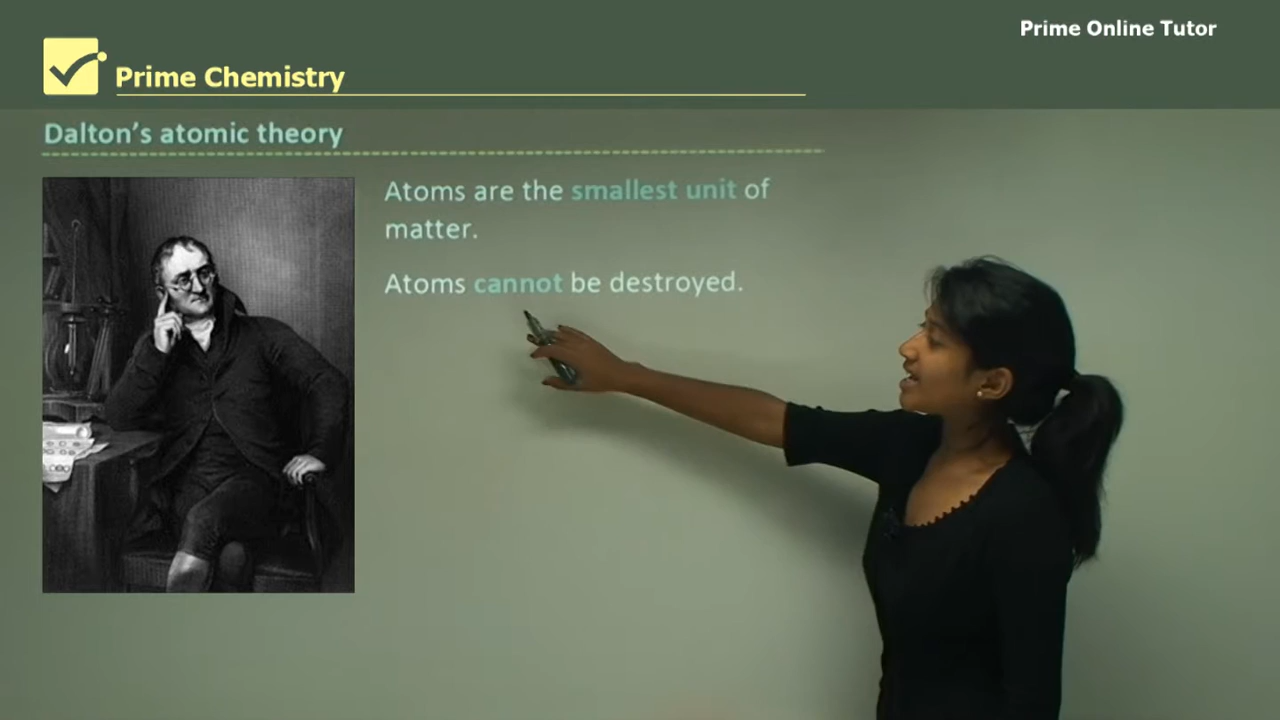 Prime Online Tutor
Prime Chemistry
Dalton's atomic theory
Atoms are the smallest unit of
matter.
Atoms cannot be destroyed.